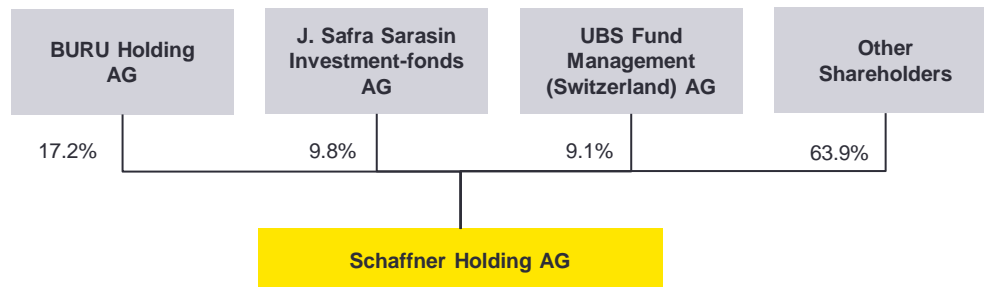 BURU Holding
AG
J. Safra Sarasin
Investment-fonds
AG
UBS Fund
Management
(Switzerland) AG
Other
Shareholders
17.2%
9.8%
9.1%
63.9%
Schaffner Holding AG